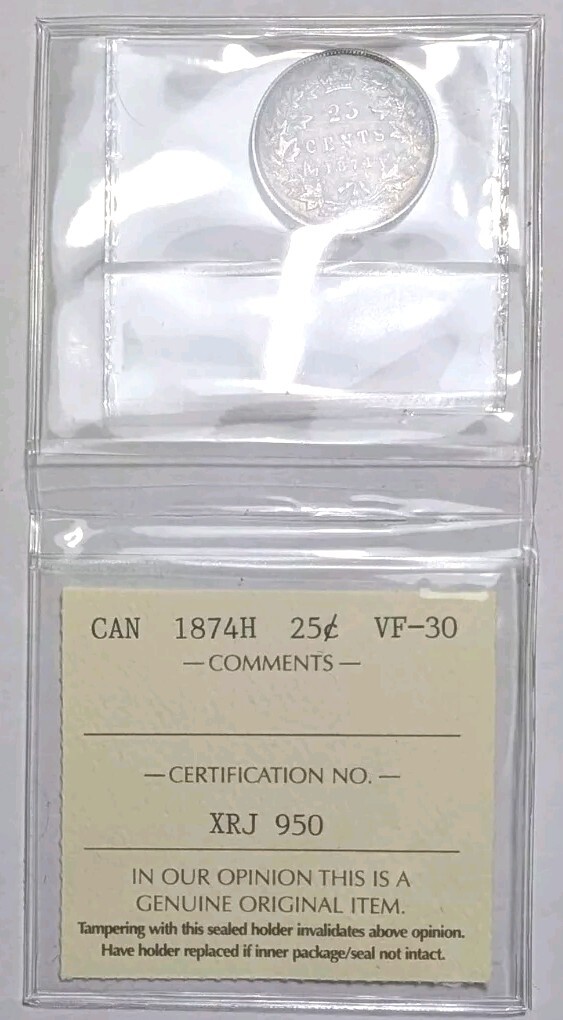 25
CENTS
1874
CAN 1874H 25¢ VF-30
— COMMENTS —
— CERTIFICATION NO. —
XRJ 950
IN OUR OPINION THIS IS A
GENUINE ORIGINAL ITEM.
Tampering with this sealed holder invalidates above opinion.
Have holder replaced if inner package/seal not intact.